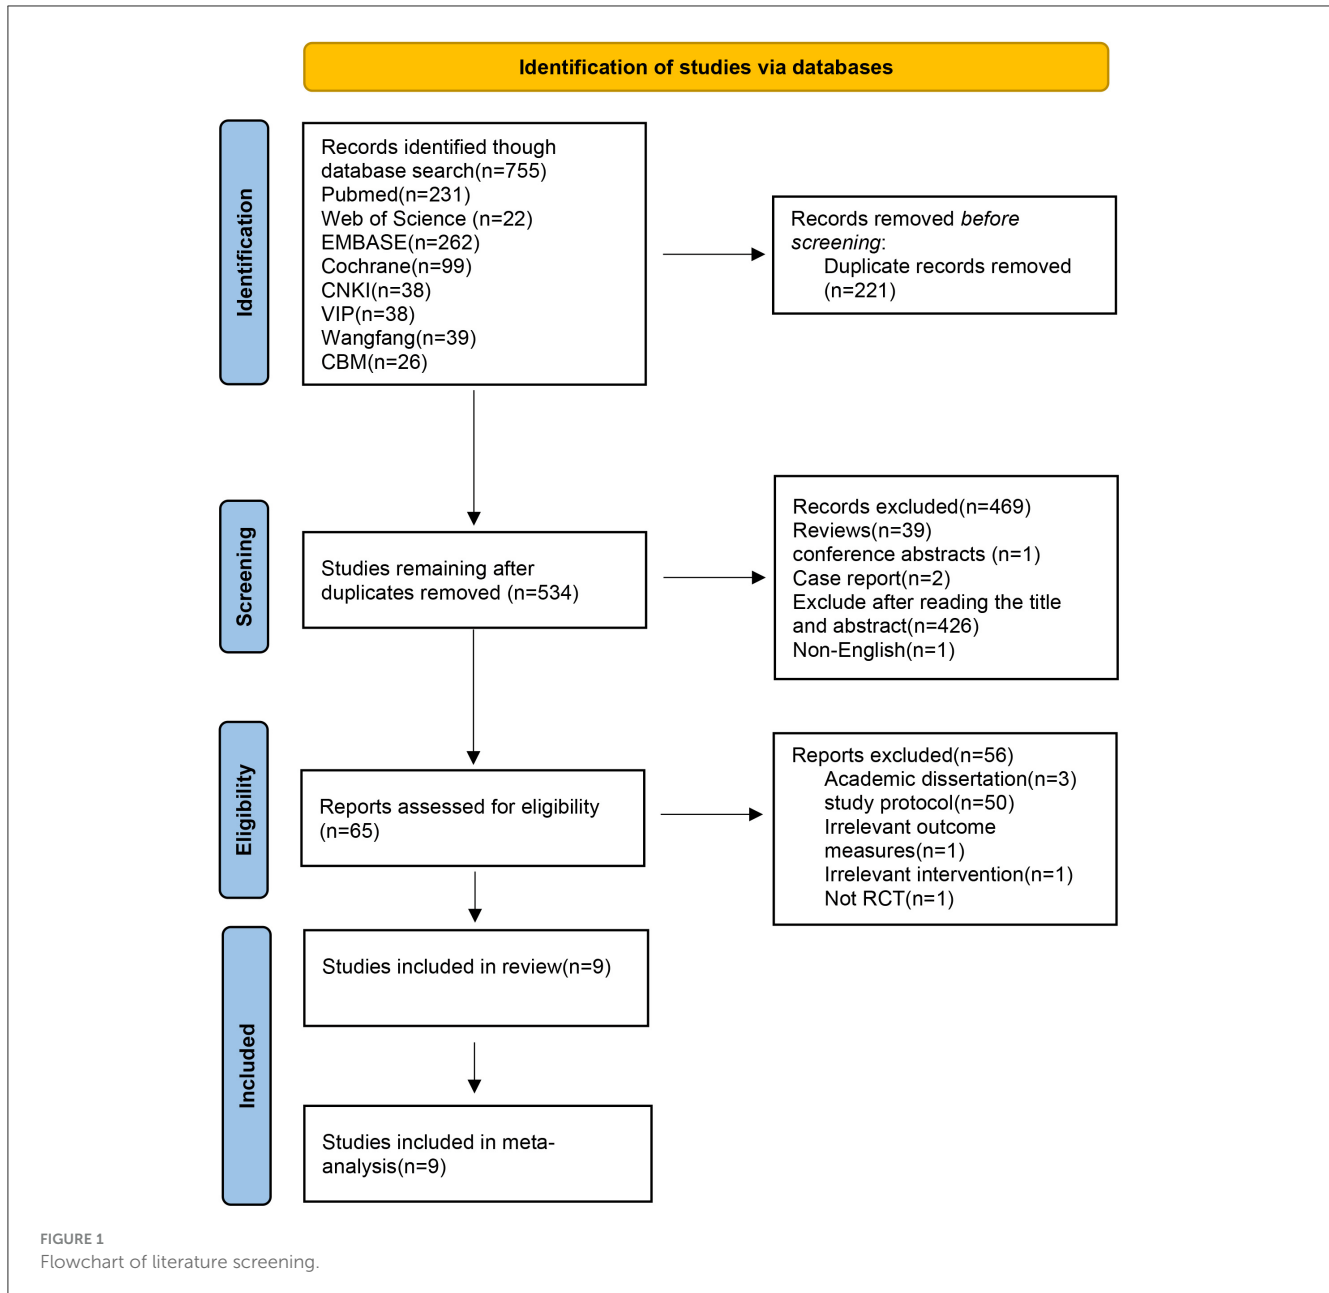 Identification of studies via databases
Identification
Records identified though
database search(n=755)
Pubmed(n=231)
Web of Science (n=22)
EMBASE(n=262)
Cochrane(n=99)
CNKI(n=38)
VIP(n=38)
Wangfang(n=39)
CBM(n=26)
Records removed before
screening:
Duplicate records removed
(n=221)
Screening
Studies remaining after
duplicates removed (n=534)
Records excluded(n=469)
Reviews(n=39)
conference abstracts (n=1)
Case report(n=2)
Exclude after reading the title
and abstract(n=426)
Non-English(n=1)
Eligibility
Reports assessed for eligibility
(n=65)
Reports excluded(n=56)
Academic dissertation(n=3)
study protocol(n=50)
Irrelevant outcome
measures(n=1)
Irrelevant intervention(n=1)
Not RCT(n=1)
Included
Studies included in review(n=9)
Studies included in meta-
analysis(n=9)
FIGURE 1
Flowchart of literature screening.